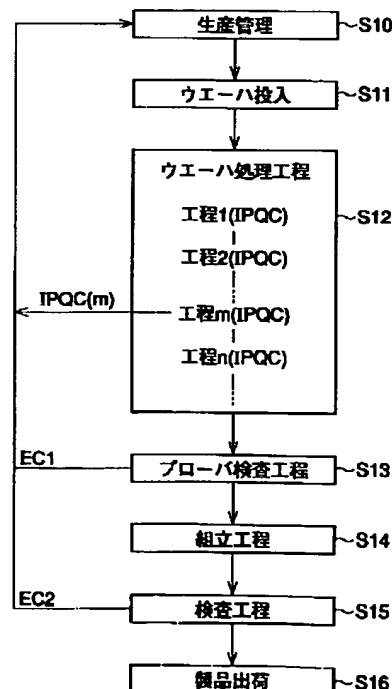 生産管理
S10
ウエーハ投入
S11
ウエーハ処理工程
S12
工程1(IPQC)
工程2(IPQC)
IPQC(m)
工程m(IPQC)
工程n(IPQC)
EC1
プローバ検査工程
S13
組立工程
S14
EC2
検査工程
S15
製品出荷
S16